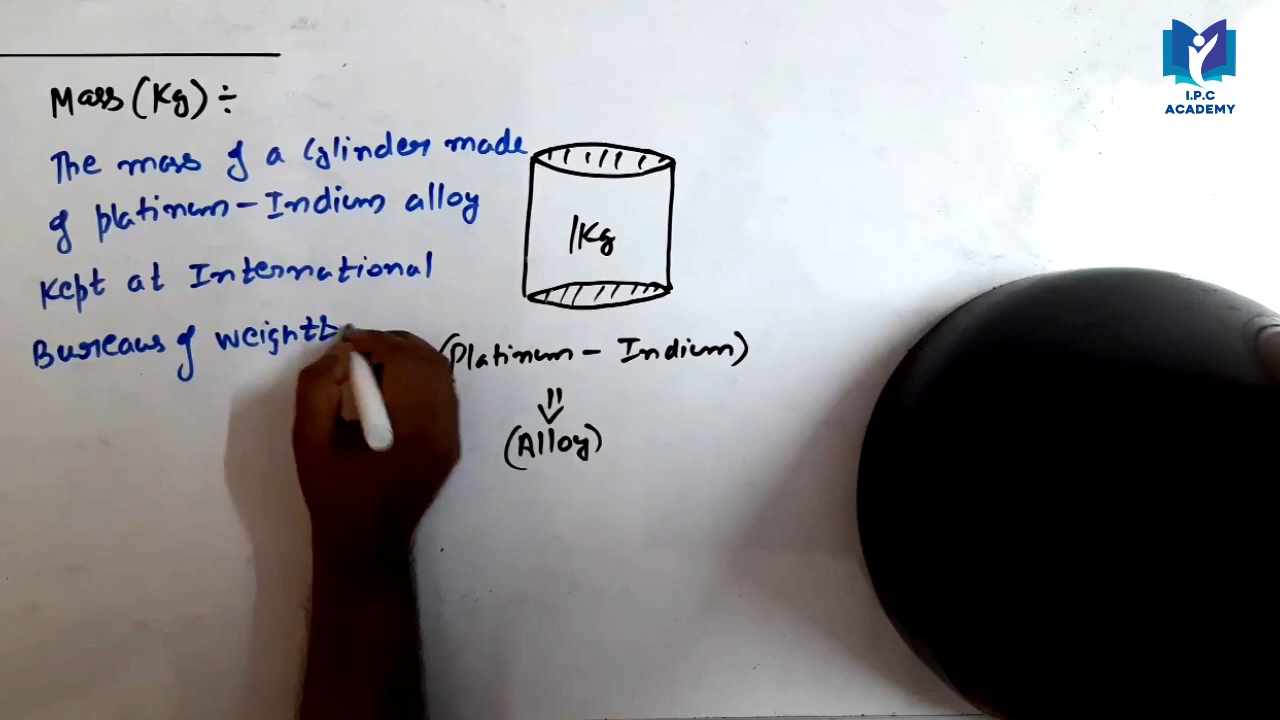 Mass (Kg) ÷
The mass of a Cylinder made
of platinum - Indium alloy
Kept at International
Bureaus of weight
1Kg
(Platinum - Indium)
(Alloy)
I.P.C
ACADEMY